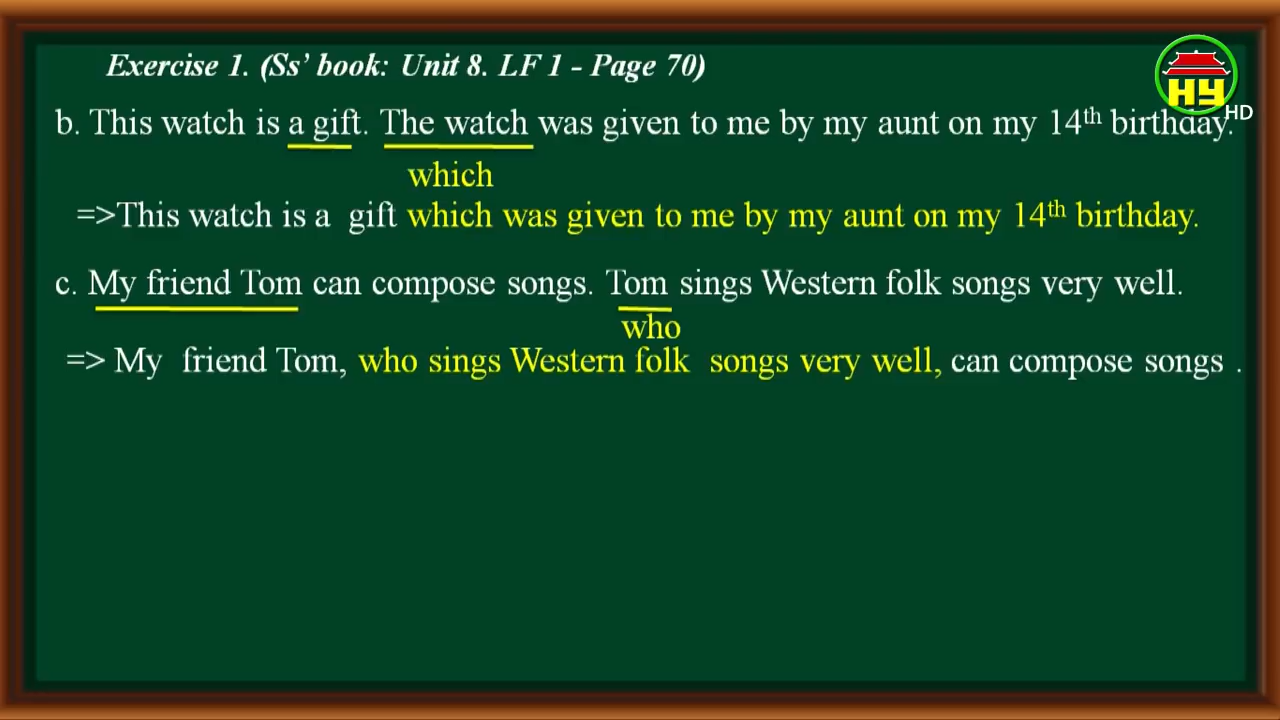 Exercise 1. (Ss' book: Unit 8. LF 1 - Page 70)
HY
HD
b. This watch is a gift. The watch was given to me by my aunt on my 14th birthday.
which
=>This watch is a gift which was given to me by my aunt on my 14th birthday.
c. My friend Tom can compose songs. Tom sings Western folk songs very well.
who
=> My friend Tom, who sings Western folk songs very well, can compose songs .